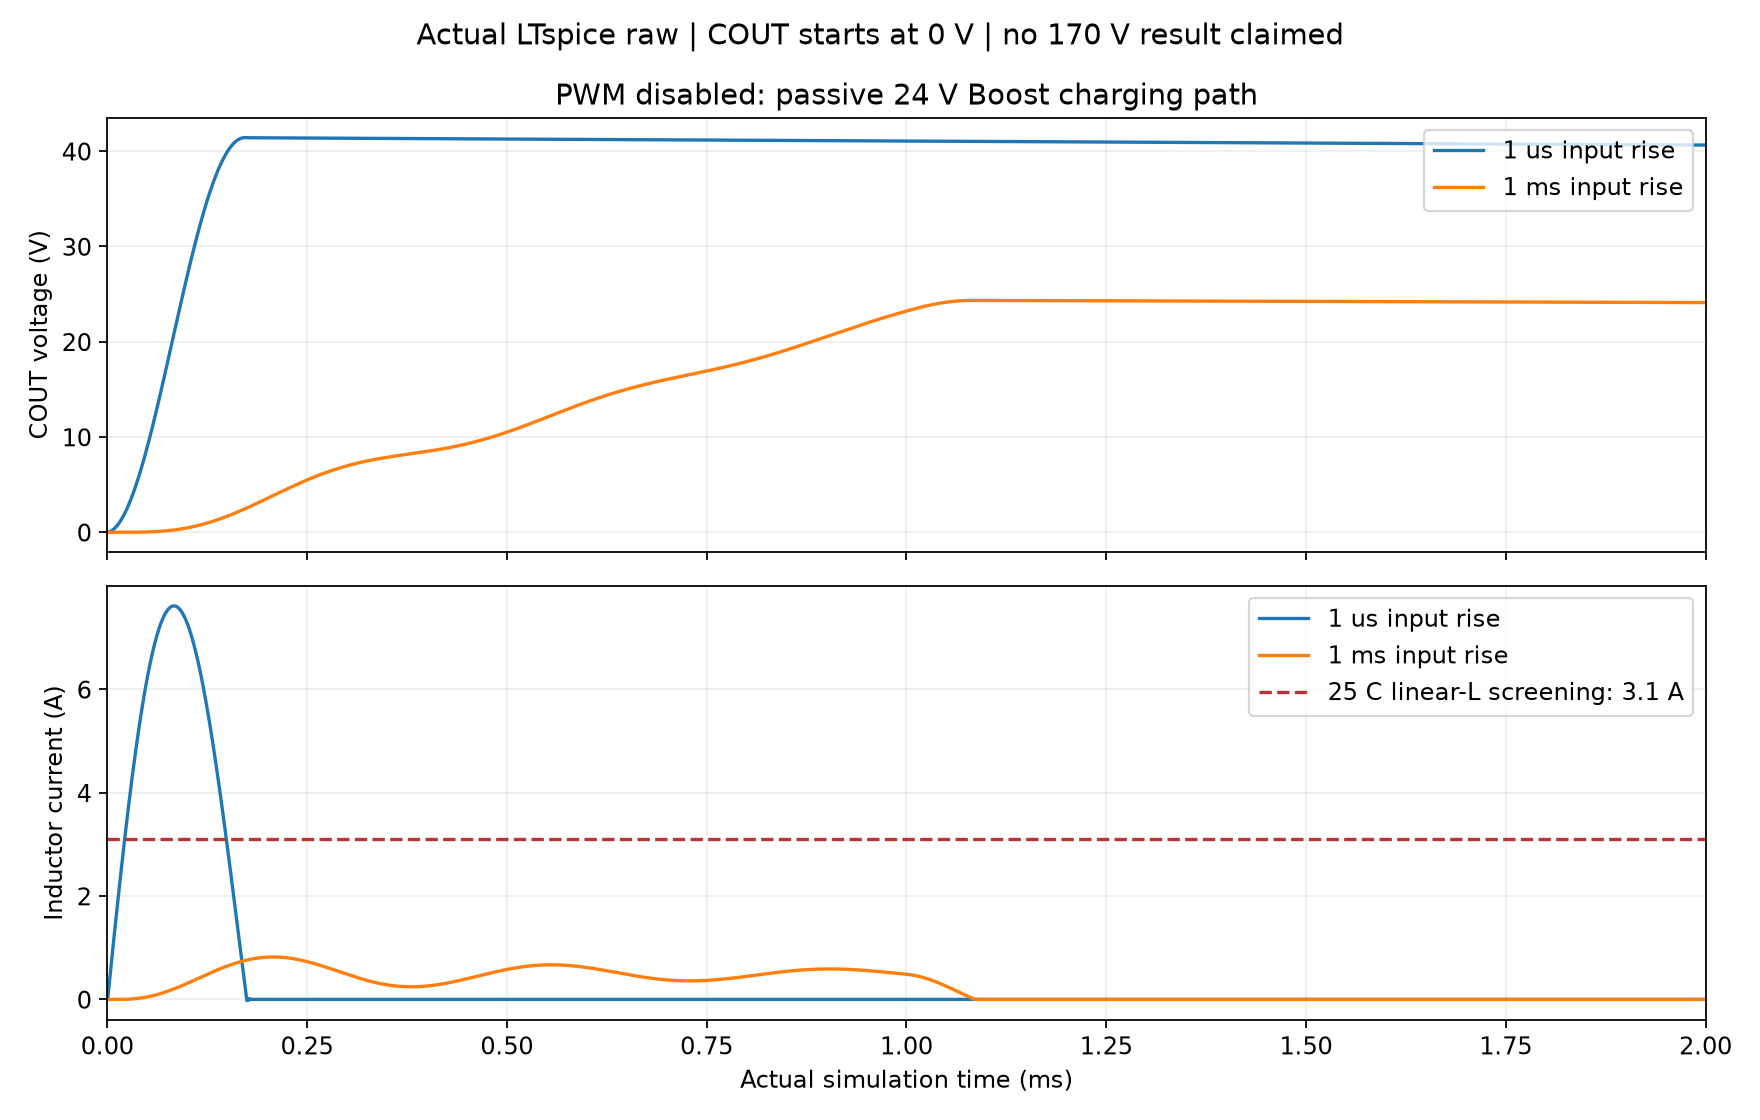 Actual LTspice raw | COUT starts at 0 V | no 170 V result claimed
PWM disabled: passive 24 V Boost charging path
COUT voltage (V)
40
30
20
10
0
1 us input rise
1 ms input rise
Inductor current (A)
6
4
2
0
1 us input rise
1 ms input rise
25 C linear-L screening: 3.1 A
0.00 0.25 0.50 0.75 1.00 1.25 1.50 1.75 2.00
Actual simulation time (ms)